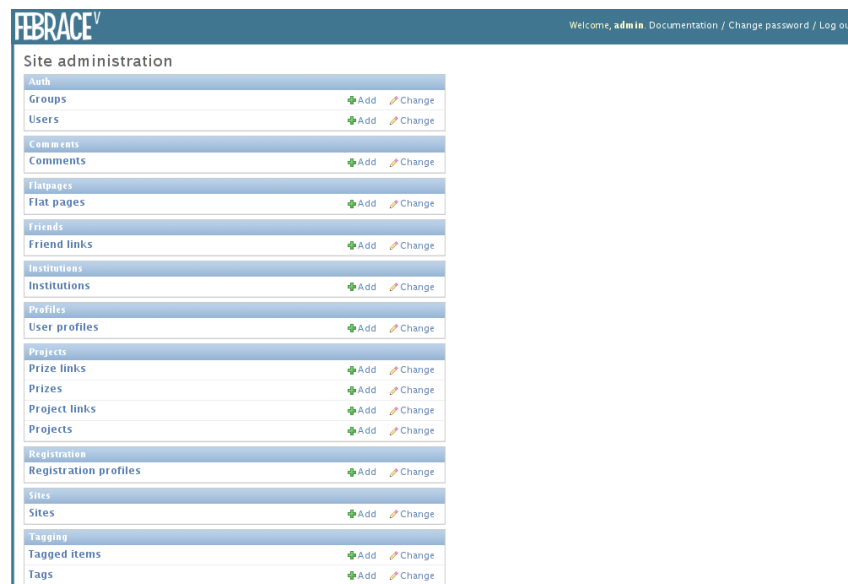 FEBRACE V
Welcome, admin. Documentation / Change password / Log ou
Site administration
Auth
Groups Add Change
Users Add Change
Comments
Comments Add Change
Flatpages
Flat pages Add Change
Friends
Friend links Add Change
Institutions
Institutions Add Change
Profiles
User profiles Add Change
Projects
Prize links Add Change
Prizes Add Change
Project links Add Change
Projects Add Change
Registration
Registration profiles Add Change
Sites
Sites Add Change
Tagging
Tagged items Add Change
Tags Add Change